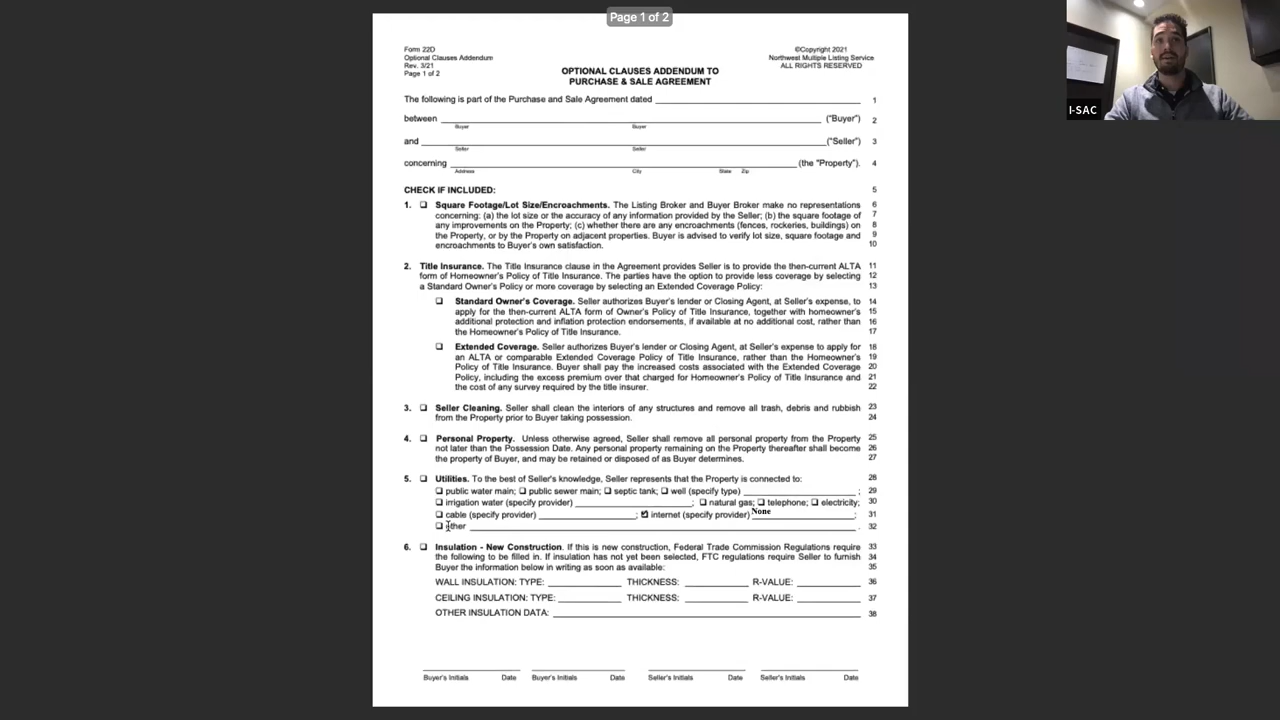 Page 1 of 2
Form 22D
Optional Clauses Addendum
Rev. 3/21
Page 1 of 2
©Copyright 2021
Northwest Multiple Listing Service
ALL RIGHTS RESERVED
OPTIONAL CLAUSES ADDENDUM TO
PURCHASE & SALE AGREEMENT
The following is part of the Purchase and Sale Agreement dated 1
between ("Buyer") 2
Buyer Buyer
and ("Seller") 3
Seller Seller
concerning (the "Property"). 4
Address City State Zip
CHECK IF INCLUDED: 5
1. ❑ Square Footage/Lot Size/Encroachments. The Listing Broker and Buyer Broker make no representations 6
concerning: (a) the lot size or the accuracy of any information provided by the Seller; (b) the square footage of 7
any improvements on the Property; (c) whether there are any encroachments (fences, rockeries, buildings) on 8
the Property, or by the Property on adjacent properties. Buyer is advised to verify lot size, square footage and 9
encroachments to Buyer's own satisfaction. 10
2. Title Insurance. The Title Insurance clause in the Agreement provides Seller is to provide the then-current ALTA 11
form of Homeowner's Policy of Title Insurance. The parties have the option to provide less coverage by selecting 12
a Standard Owner's Policy or more coverage by selecting an Extended Coverage Policy: 13
❑ Standard Owner's Coverage. Seller authorizes Buyer's lender or Closing Agent, at Seller's expense, to 14
apply for the then-current ALTA form of Owner's Policy of Title Insurance, together with homeowner's 15
additional protection and inflation protection endorsements, if available at no additional cost, rather than 16
the Homeowner's Policy of Title Insurance. 17
❑ Extended Coverage. Seller authorizes Buyer's lender or Closing Agent, at Seller's expense to apply for 18
an ALTA or comparable Extended Coverage Policy of Title Insurance, rather than the Homeowner's 19
Policy of Title Insurance. Buyer shall pay the increased costs associated with the Extended Coverage 20
Policy, including the excess premium over that charged for Homeowner's Policy of Title Insurance and 21
the cost of any survey required by the title insurer. 22
3. ❑ Seller Cleaning. Seller shall clean the interiors of any structures and remove all trash, debris and rubbish 23
from the Property prior to Buyer taking possession. 24
4. ❑ Personal Property. Unless otherwise agreed, Seller shall remove all personal property from the Property 25
not later than the Possession Date. Any personal property remaining on the Property thereafter shall become 26
the property of Buyer, and may be retained or disposed of as Buyer determines. 27
5. ❑ Utilities. To the best of Seller's knowledge, Seller represents that the Property is connected to: 28
❑ public water main; ❑ public sewer main; ❑ septic tank; ❑ well (specify type) ; 29
❑ irrigation water (specify provider) ; ❑ natural gas; ❑ telephone; ❑ electricity; 30
❑ cable (specify provider) ; ☑ internet (specify provider) None ; 31
❑ other . 32
6. ❑ Insulation - New Construction. If this is new construction, Federal Trade Commission Regulations require 33
the following to be filled in. If insulation has not yet been selected, FTC regulations require Seller to furnish 34
Buyer the information below in writing as soon as available: 35
WALL INSULATION: TYPE: THICKNESS: R-VALUE: 36
CEILING INSULATION: TYPE: THICKNESS: R-VALUE: 37
OTHER INSULATION DATA: 38
Buyer's Initials Date Buyer's Initials Date Seller's Initials Date Seller's Initials Date
I-SAC